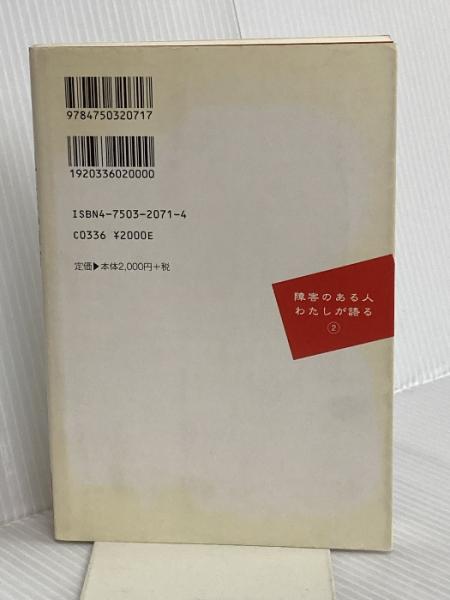 9784750320717
1920336020000
ISBN4-7503-2071-4
C0336 ¥2000E
定価▶本体2,000円+税
障害のある人
わたしが語る
②